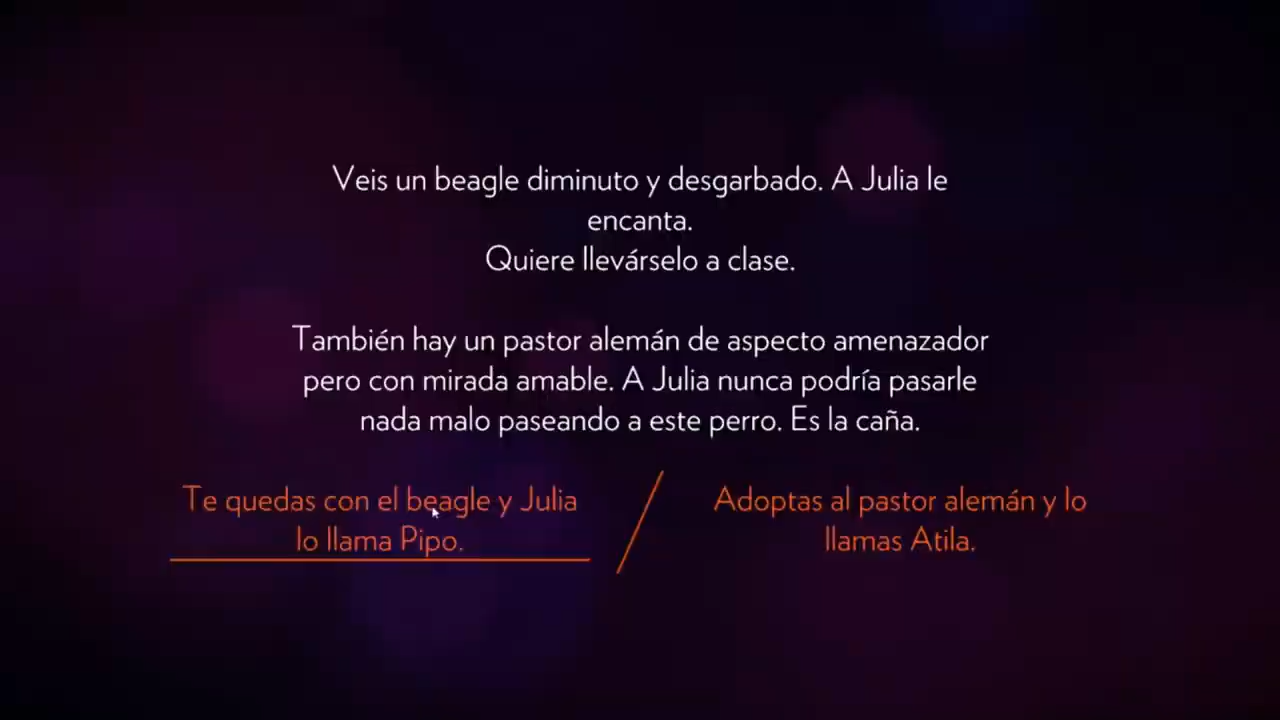 Veis un beagle diminuto y desgarbado. A Julia le
encanta.
Quiere llevárselo a clase.
También hay un pastor alemán de aspecto amenazador
pero con mirada amable. A Julia nunca podría pasarle
nada malo paseando a este perro. Es la caña.
Te quedas con el beagle y Julia
lo llama Pipo.
Adoptas al pastor alemán y lo
llamas Atila.